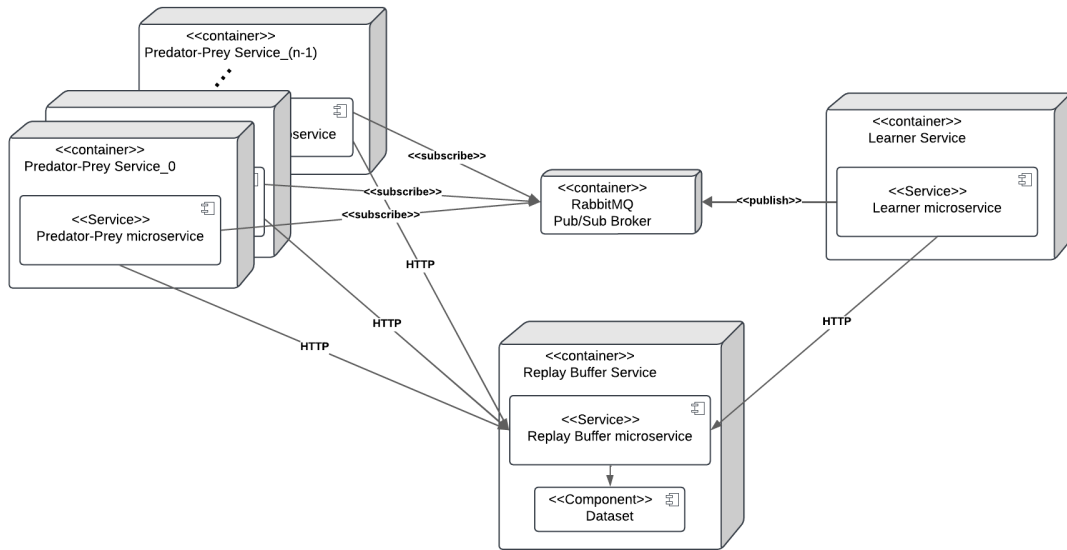 <<container>>
Predator-Prey Service_(n-1)
<<container>>
Predator-Prey Service_0
<<Service>>
Predator-Prey microservice
<<subscribe>>
<<subscribe>>
<<subscribe>>
<<container>>
RabbitMQ
Pub/Sub Broker
<<publish>>
<<container>>
Learner Service
<<Service>>
Learner microservice
HTTP
HTTP
HTTP
HTTP
<<container>>
Replay Buffer Service
<<Service>>
Replay Buffer microservice
<<Component>>
Dataset